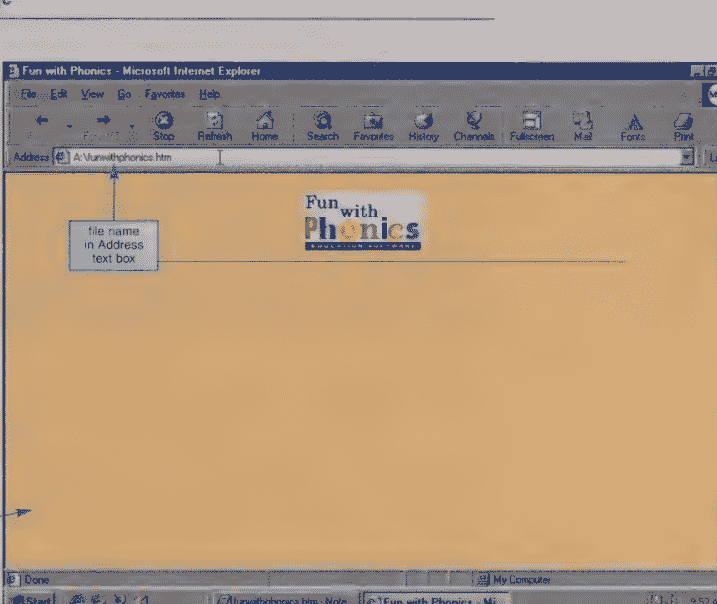 Fun with Phonics - Microsoft Internet Explorer
File Edit View Go Favorites Help
Stop Refresh Home Search Favorites History Channels Fullscreen Mail Fonts Print
Address A:\funwithphonics.htm
Fun
with
Phonics
EDUCATION SOFTWARE
file name
in Address
text box
Done My Computer
Start funwithphonics.htm - Note... Fun with Phonics - Mi...